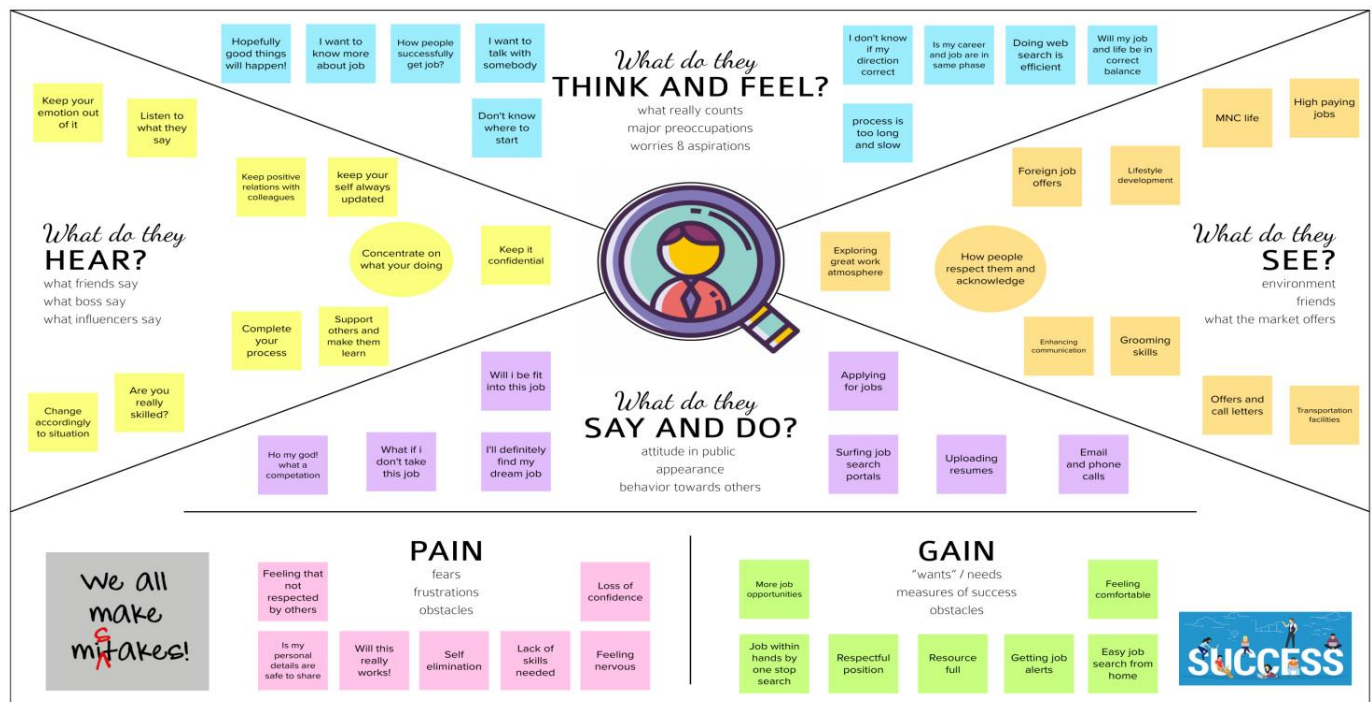 What do they
THINK AND FEEL?
what really counts
major preoccupations
worries & aspirations
Hopefully
good things
will happen!
I want to
know more
about job
How people
successfully
get job?
I want to
talk with
somebody
Don't know
where to
start
I don't know
if my
direction
correct
Is my career
and job are in
same phase
Doing web
search is
efficient
Will my job
and life be in
correct
balance
process is
too long
and slow
What do they
HEAR?
what friends say
what boss say
what influencers say
Keep your
emotion out
of it
Listen to
what they
say
Keep positive
relations with
colleagues
keep your
self always
updated
Concentrate on
what your doing
Keep it
confidential
Complete
your
process
Support
others and
make them
learn
Change
accordingly
to situation
Are you
really
skilled?
What do they
SEE?
environment
friends
what the market offers
MNC life
High paying
jobs
Foreign job
offers
Lifestyle
development
Exploring
great work
atmosphere
How people
respect them and
acknowledge
Enhancing
communication
Grooming
skills
Offers and
call letters
Transportation
facilities
What do they
SAY AND DO?
attitude in public
appearance
behavior towards others
Will i be fit
into this job
Ho my god!
what a
competation
What if i
don't take
this job
I'll definitely
find my
dream job
Applying
for jobs
Surfing job
search
portals
Uploading
resumes
Email
and phone
calls
we all
make
s
mitakes!
PAIN
fears
frustrations
obstacles
Feeling that
not
respected by
others
Loss of
confidence
Is my
personal
details are
safe to share
Will this
really
works!
Self
elimination
Lack of
skills
needed
Feeling
nervous
GAIN
"wants" / needs
measures of success
obstacles
More job
opportunities
Feeling
comfortable
Job within
hands by
one stop
search
Respectful
position
Resource
full
Getting job
alerts
Easy job
search from
home
SUCCESS